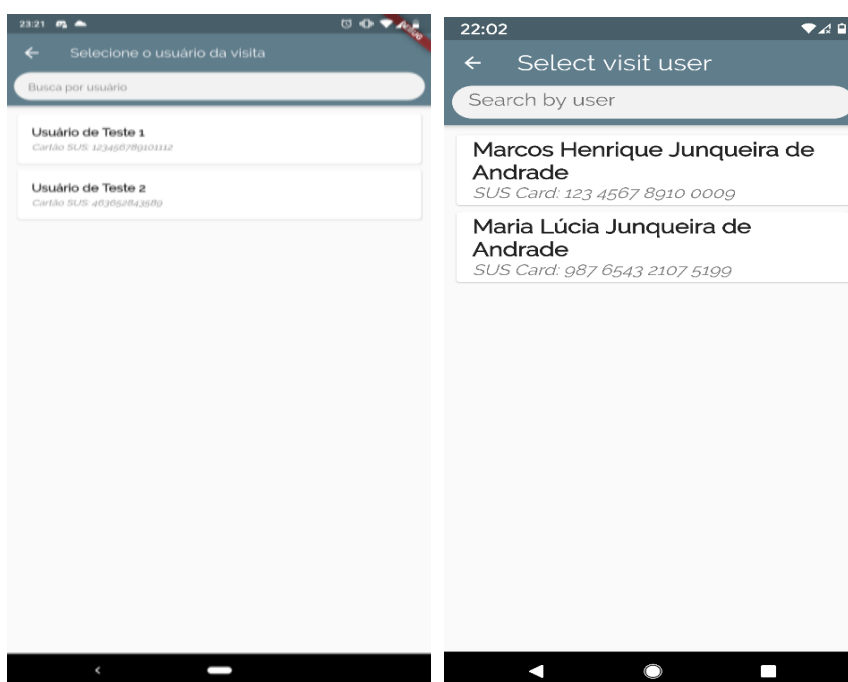 23:21
Selecione o usuário da visita
Busca por usuário
Usuário de Teste 1
Cartão SUS: 123456789101112
Usuário de Teste 2
Cartão SUS: 463652843589
22:02
Select visit user
Search by user
Marcos Henrique Junqueira de
Andrade
SUS Card: 123 4567 8910 0009
Maria Lúcia Junqueira de
Andrade
SUS Card: 987 6543 2107 5199